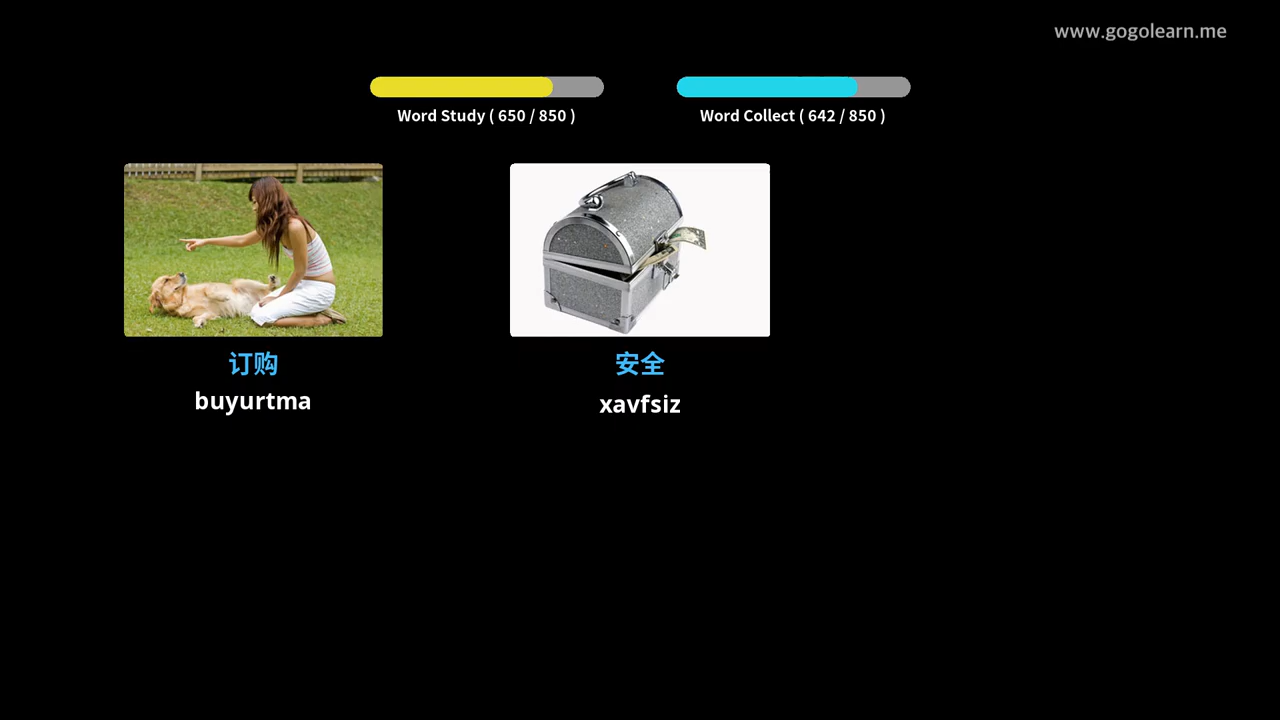 www.gogolearn.me
Word Study ( 650 / 850 )
Word Collect ( 642 / 850 )
订购
buyurtma
安全
xavfsiz